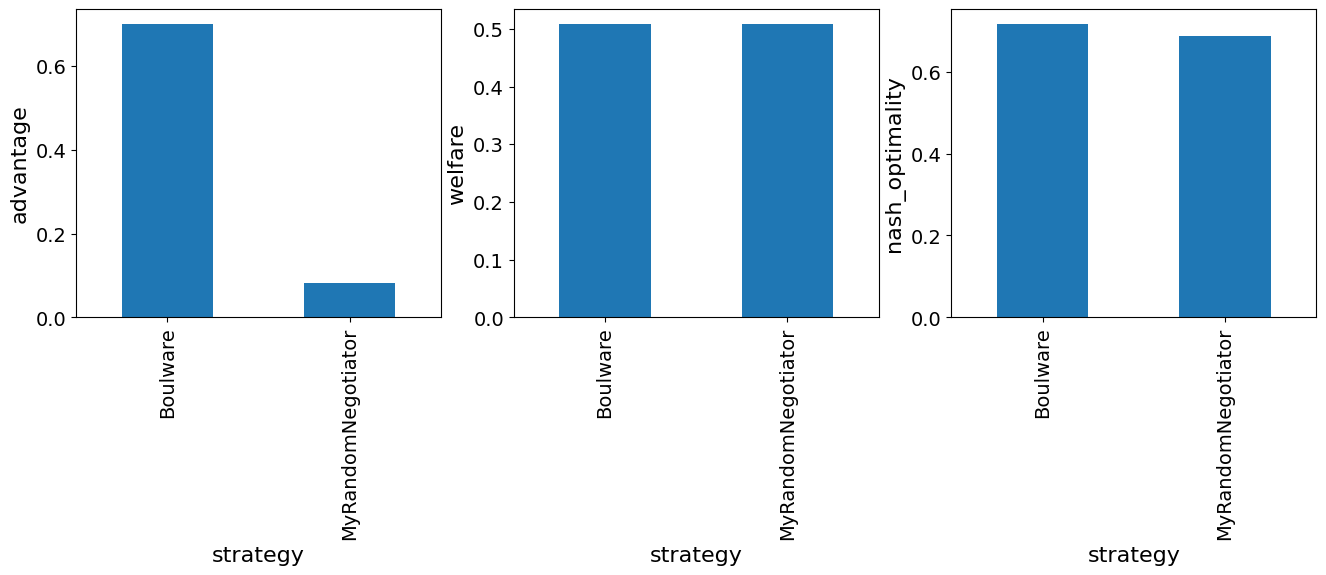 advantage
0.6
0.4
0.2
0.0
Boulware
MyRandomNegotiator
strategy
welfare
0.5
0.4
0.3
0.2
0.1
0.0
Boulware
MyRandomNegotiator
strategy
nash_optimality
0.6
0.4
0.2
0.0
Boulware
MyRandomNegotiator
strategy